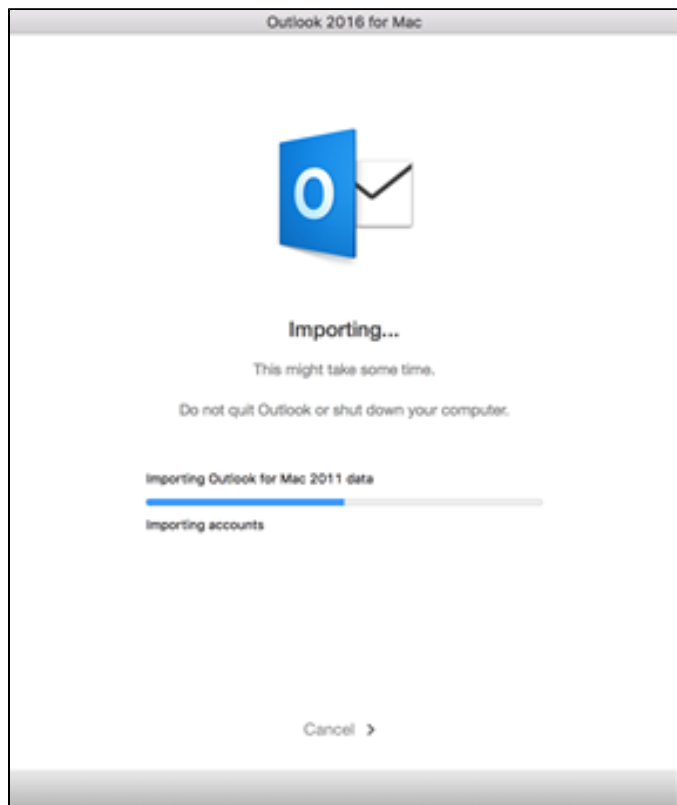 Outlook 2016 for Mac
O
Importing...
This might take some time.
Do not quit Outlook or shut down your computer.
Importing Outlook for Mac 2011 data
Importing accounts
Cancel >